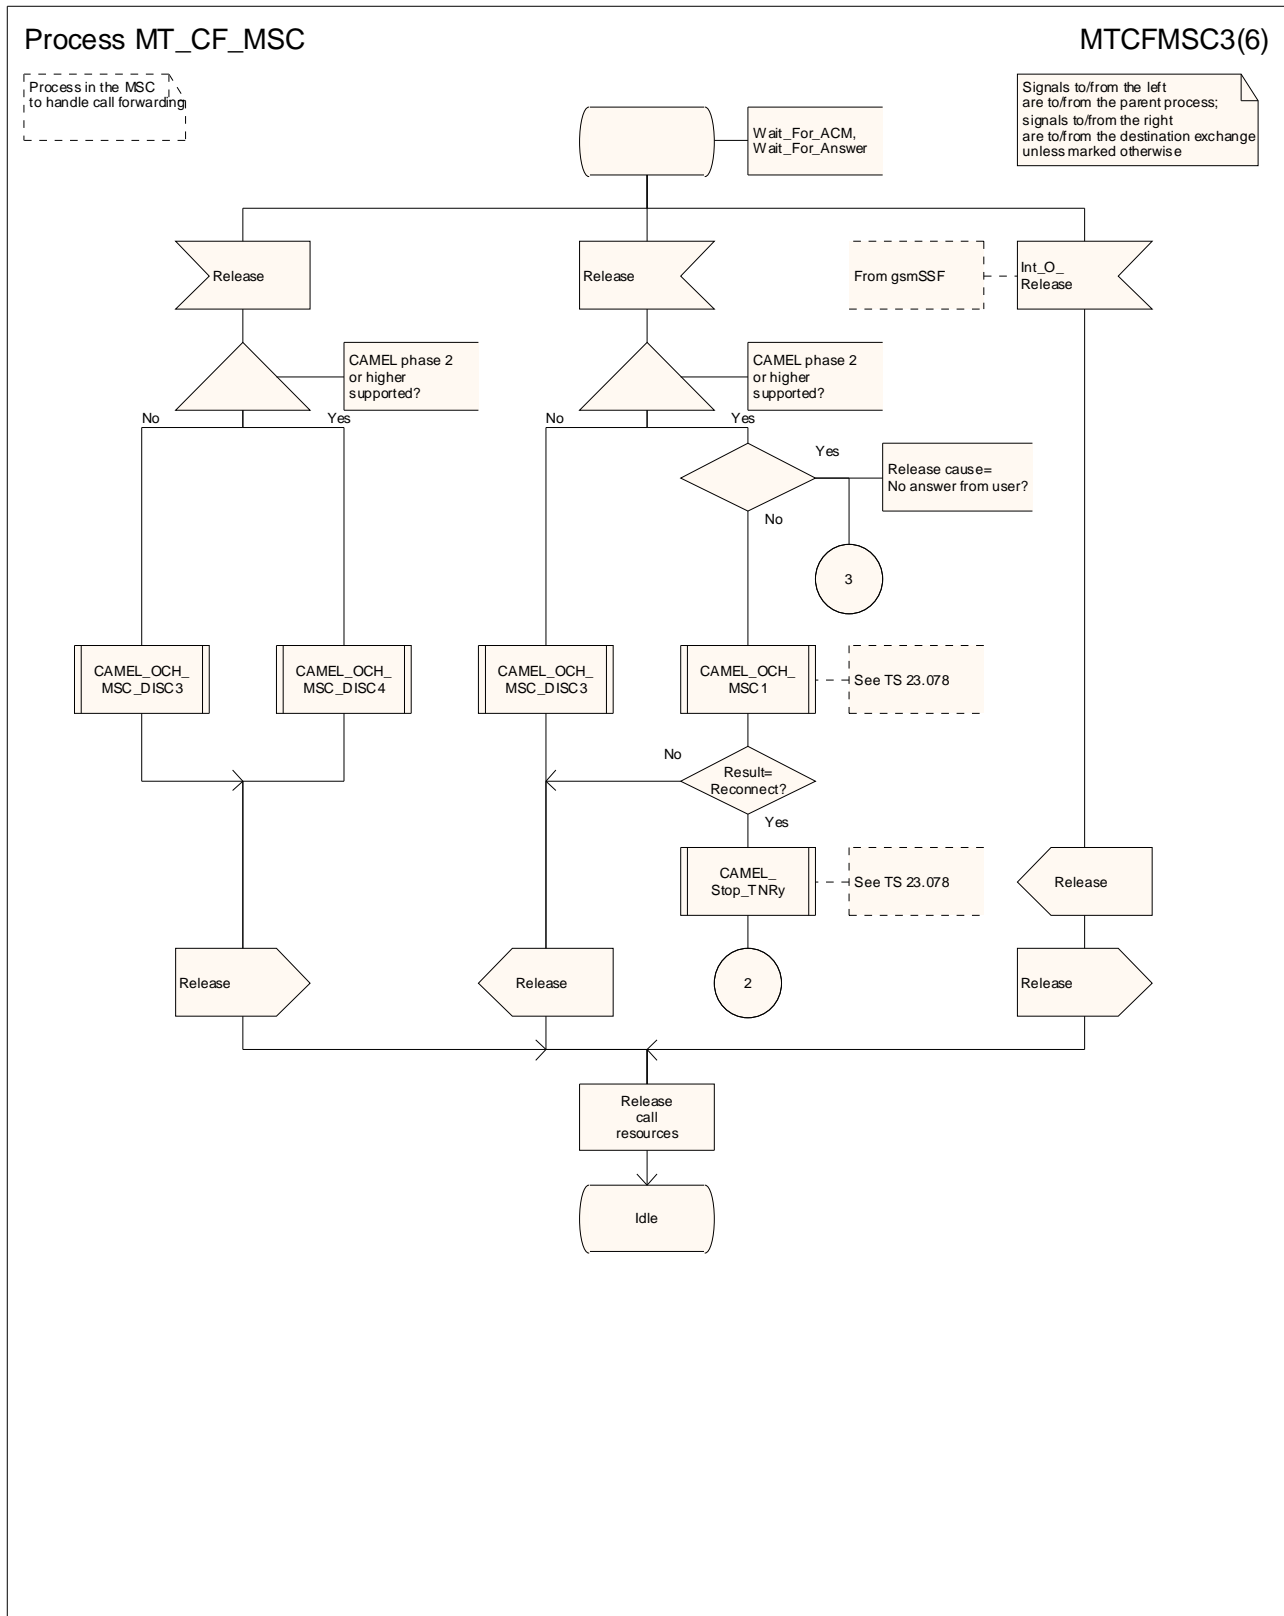 Process MT_CF_MSC
MTCFMSC3(6)
Process in the MSC
to handle call forwarding
Signals to/from the left
are to/from the parent process;
signals to/from the right
are to/from the destination exchange
unless marked otherwise
Wait_For_ACM,
Wait_For_Answer
Release
Release
From gsmSSF
Int_O_
Release
CAMEL phase 2
or higher
supported?
CAMEL phase 2
or higher
supported?
No
Yes
No
Yes
Yes
Release cause=
No answer from user?
No
3
CAMEL_OCH_
MSC_DISC3
CAMEL_OCH_
MSC_DISC4
CAMEL_OCH_
MSC_DISC3
CAMEL_OCH_
MSC1
See TS 23.078
No
Result=
Reconnect?
Yes
CAMEL_
Stop_TNRy
See TS 23.078
Release
Release
Release
2
Release
Release
call
resources
Idle